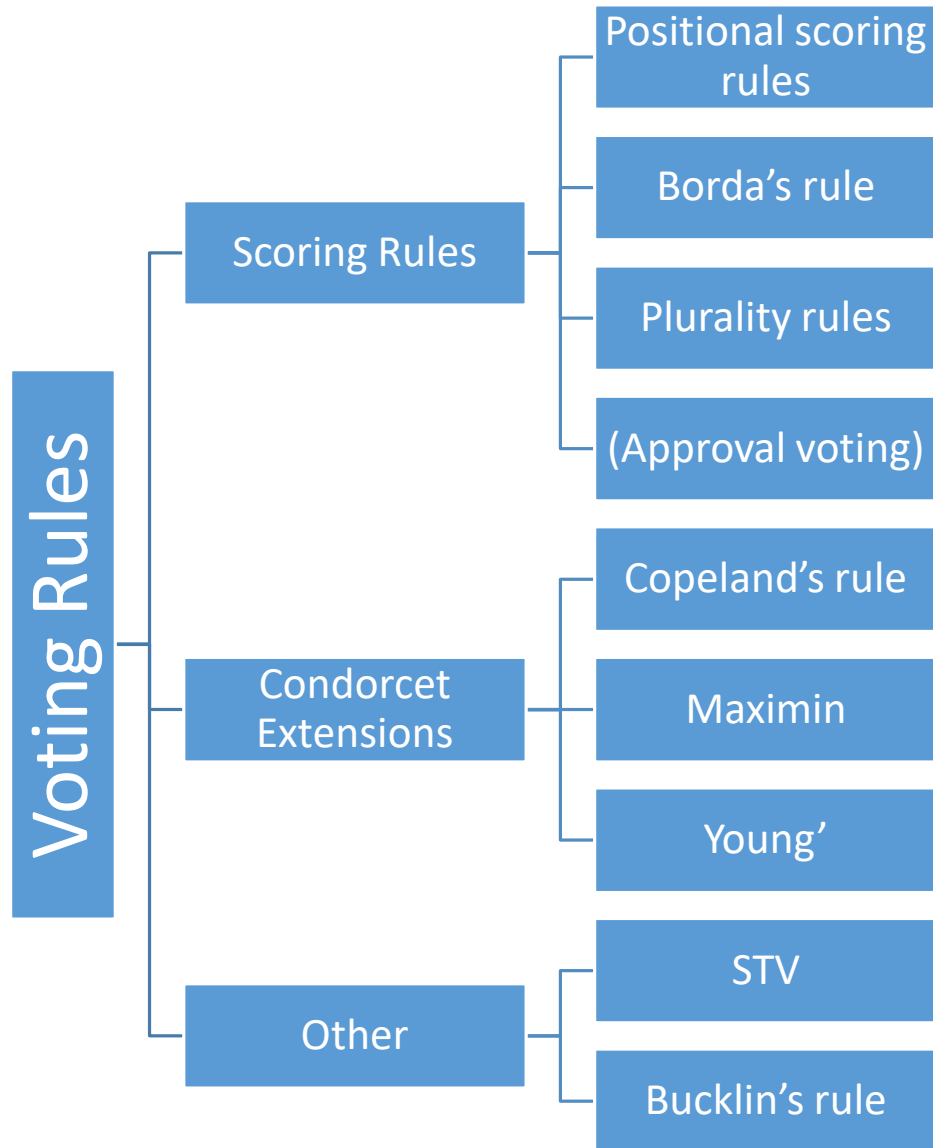 Voting Rules
Scoring Rules
Positional scoring
rules
Borda’s rule
Plurality rules
(Approval voting)
Condorcet
Extensions
Copeland’s rule
Maximin
Young’
Other
STV
Bucklin’s rule